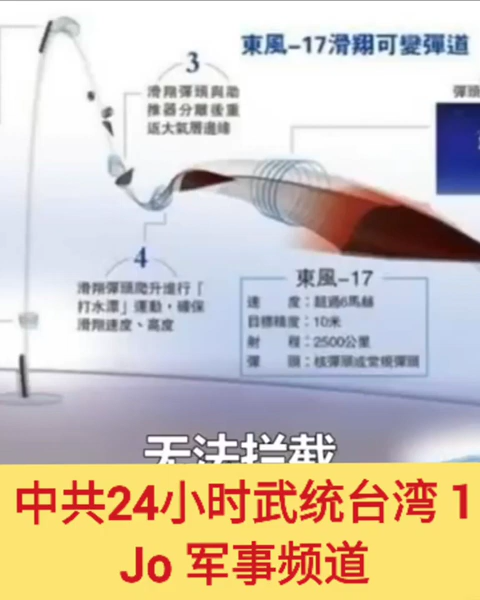 東風-17滑翔可變彈道
3
滑翔彈頭與助
推器分離後重
返大氣層邊緣
彈頭
4
滑翔彈頭爬升進行「
打水漂」運動，確保
滑翔速度、高度
東風-17
速度：超過6馬赫
目標精度：10米
射程：2500公里
彈頭：核彈頭或常規彈頭
无法拦截
中共24小时武统台湾 1
Jo 军事频道